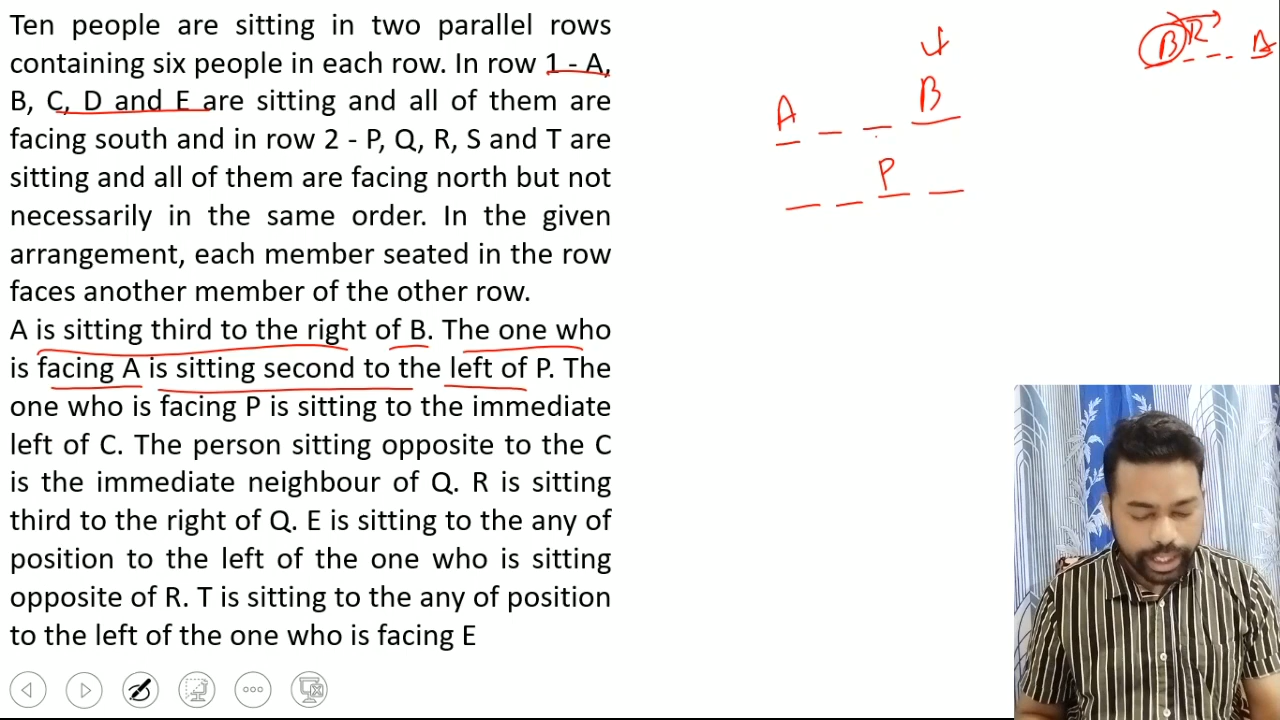 Ten people are sitting in two parallel rows
containing six people in each row. In row 1 - A,
B, C, D and E are sitting and all of them are
facing south and in row 2 - P, Q, R, S and T are
sitting and all of them are facing north but not
necessarily in the same order. In the given
arrangement, each member seated in the row
faces another member of the other row.
A is sitting third to the right of B. The one who
is facing A is sitting second to the left of P. The
one who is facing P is sitting to the immediate
left of C. The person sitting opposite to the C
is the immediate neighbour of Q. R is sitting
third to the right of Q. E is sitting to the any of
position to the left of the one who is sitting
opposite of R. T is sitting to the any of position
to the left of the one who is facing E
A B
P
B R A